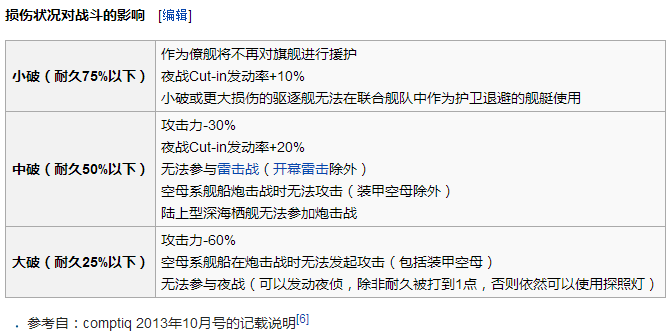 损伤状况对战斗的影响 [编辑]
小破（耐久75%以下）
作为僚舰将不再对旗舰进行援护
夜战Cut-in发动率+10%
小破或更大损伤的驱逐舰无法在联合舰队中作为护卫退避的舰艇使用
中破（耐久50%以下）
攻击力-30%
夜战Cut-in发动率+20%
无法参与雷击战（开幕雷击除外）
空母系舰船炮击战时无法攻击（装甲空母除外）
陆上型深海栖舰无法参加炮击战
大破（耐久25%以下）
攻击力-60%
空母系舰船在炮击战时无法发起攻击（包括装甲空母）
无法参与夜战（可以发动夜侦，除非耐久被打到1点，否则依然可以使用探照灯）
. 参考自：comptiq 2013年10月号的记载说明[6]